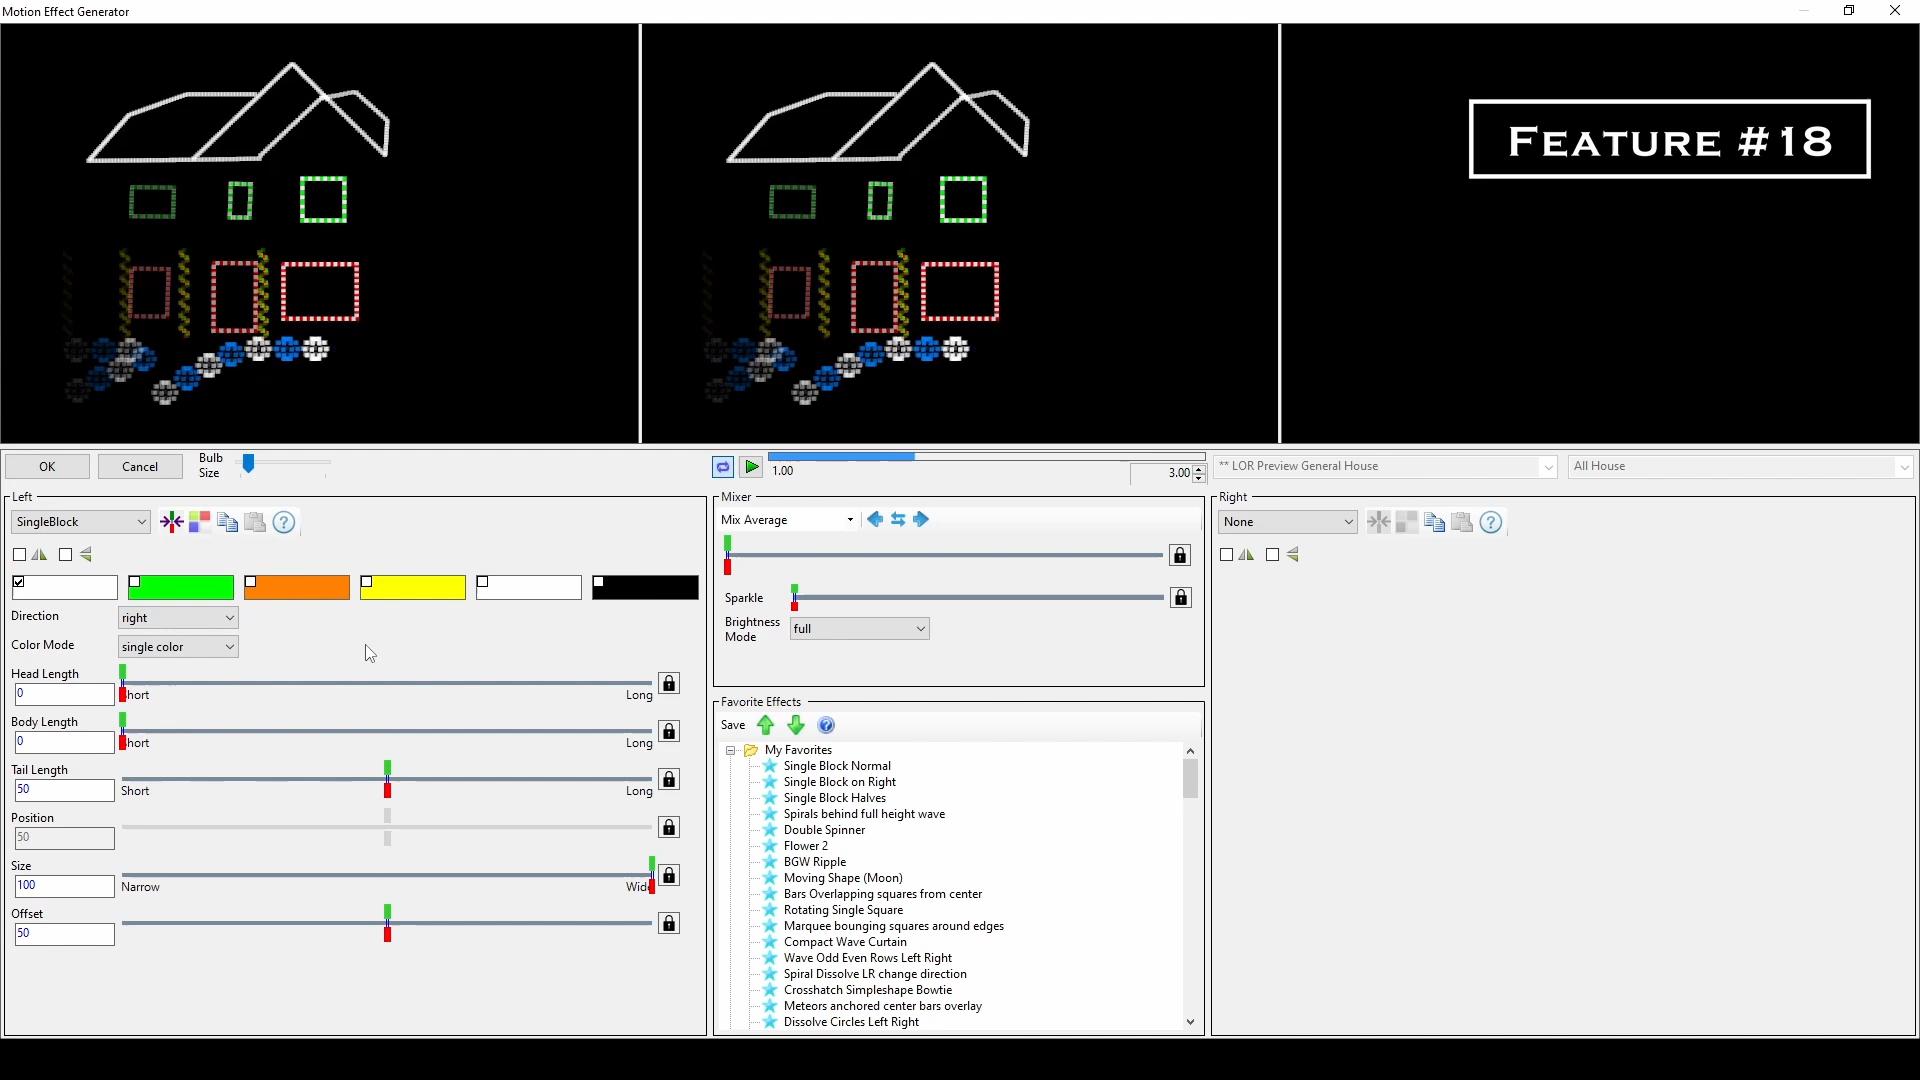 Motion Effect Generator
FEATURE #18
OK
Cancel
Bulb
Size
1.00
3.00
** LOR Preview General House
All House
Left
SingleBlock
Direction
right
Color Mode
single color
Head Length
0
Short
Long
Body Length
0
Short
Long
Tail Length
50
Short
Long
Position
50
Size
100
Narrow
Wide
Offset
50
Mixer
Mix Average
Sparkle
Brightness
Mode
full
Favorite Effects
Save
My Favorites
Single Block Normal
Single Block on Right
Single Block Halves
Spirals behind full height wave
Double Spinner
Flower 2
BGW Ripple
Moving Shape (Moon)
Bars Overlapping squares from center
Rotating Single Square
Marquee bounging squares around edges
Compact Wave Curtain
Wave Odd Even Rows Left Right
Spiral Dissolve LR change direction
Crosshatch Simpleshape Bowtie
Meteors anchored center bars overlay
Dissolve Circles Left Right
Right
None